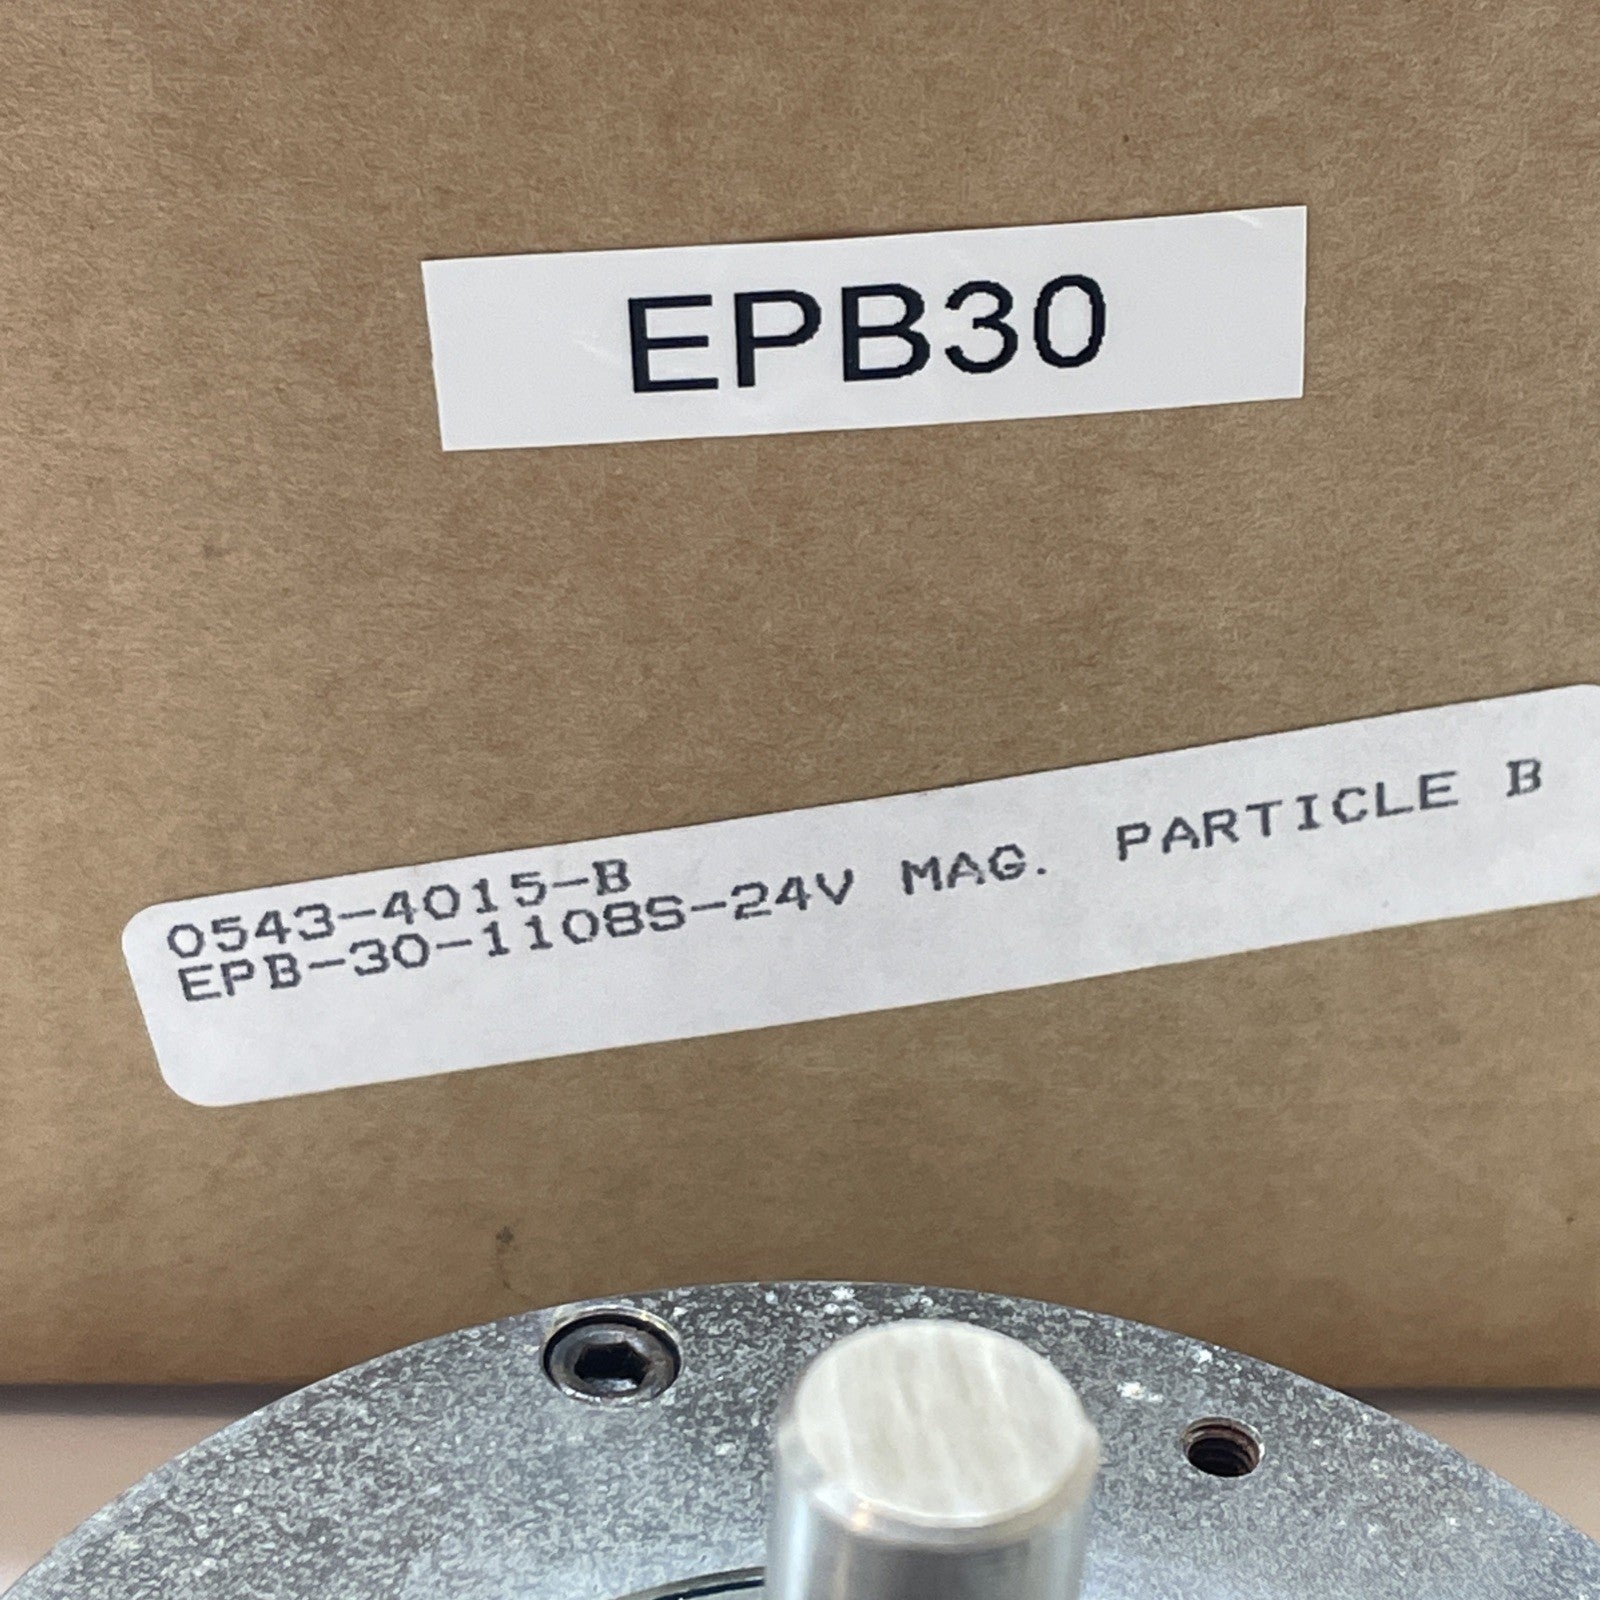 EPB30
0543-4015-B
EPB-30-1108S-24V MAG. PARTICLE B